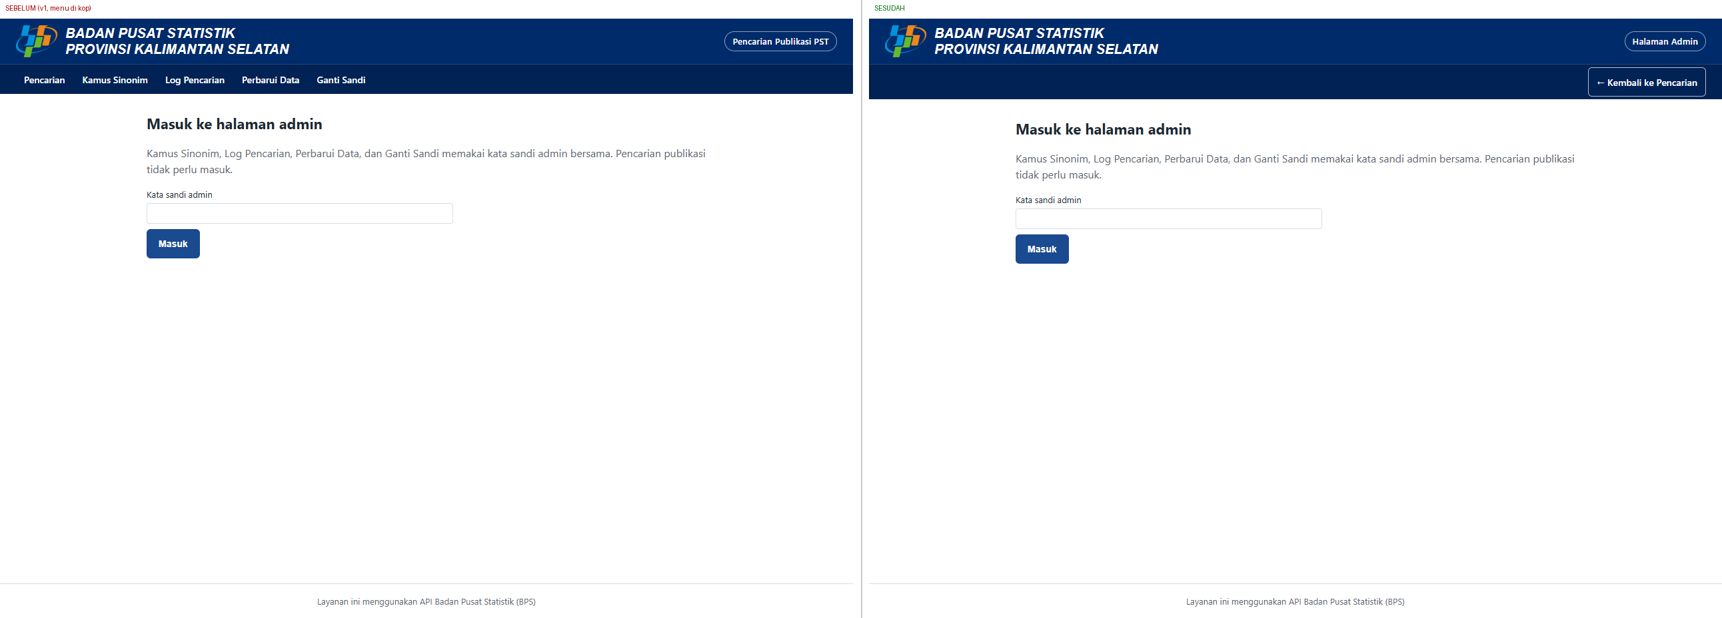 SEBELUM (v1, menu di kop)
BADAN PUSAT STATISTIK
PROVINSI KALIMANTAN SELATAN
Pencarian Publikasi PST
Pencarian Kamus Sinonim Log Pencarian Perbarui Data Ganti Sandi
Masuk ke halaman admin
Kamus Sinonim, Log Pencarian, Perbarui Data, dan Ganti Sandi memakai kata sandi admin bersama. Pencarian publikasi
tidak perlu masuk.
Kata sandi admin
Masuk
Layanan ini menggunakan API Badan Pusat Statistik (BPS)
SESUDAH
BADAN PUSAT STATISTIK
PROVINSI KALIMANTAN SELATAN
Halaman Admin
← Kembali ke Pencarian
Masuk ke halaman admin
Kamus Sinonim, Log Pencarian, Perbarui Data, dan Ganti Sandi memakai kata sandi admin bersama. Pencarian publikasi
tidak perlu masuk.
Kata sandi admin
Masuk
Layanan ini menggunakan API Badan Pusat Statistik (BPS)